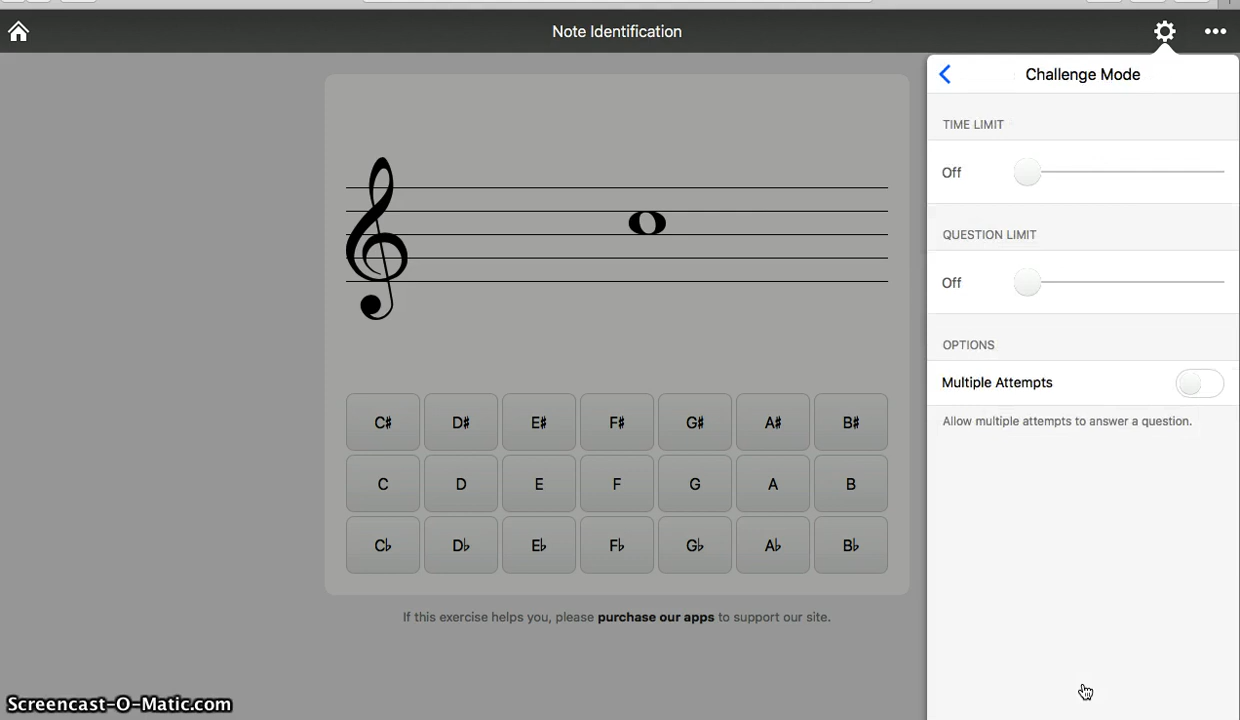 Note Identification
Challenge Mode
TIME LIMIT
Off
QUESTION LIMIT
Off
OPTIONS
Multiple Attempts
Allow multiple attempts to answer a question.
C♯ D♯ E♯ F♯ G♯ A♯ B♯
C D E F G A B
C♭ D♭ E♭ F♭ G♭ A♭ B♭
If this exercise helps you, please purchase our apps to support our site.
Screencast-O-Matic.com